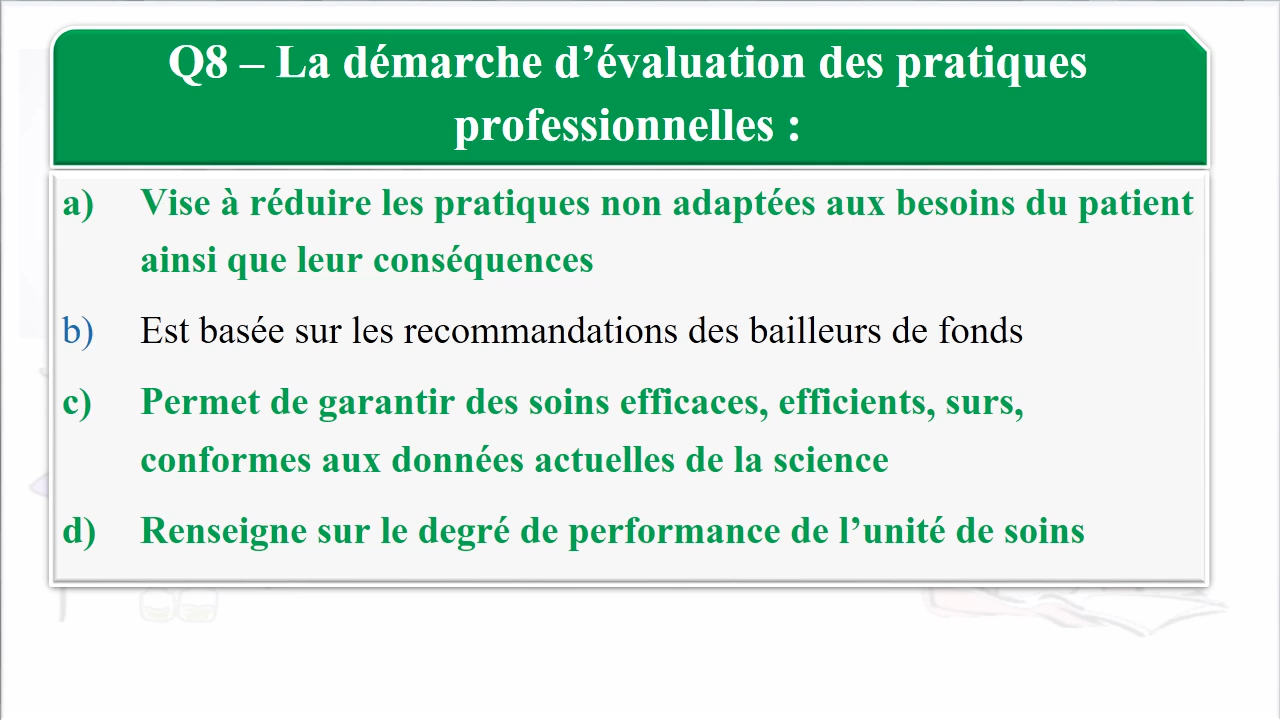 Q8 – La démarche d’évaluation des pratiques
professionnelles :
a) Vise à réduire les pratiques non adaptées aux besoins du patient
ainsi que leur conséquences
b) Est basée sur les recommandations des bailleurs de fonds
c) Permet de garantir des soins efficaces, efficients, surs,
conformes aux données actuelles de la science
d) Renseigne sur le degré de performance de l’unité de soins